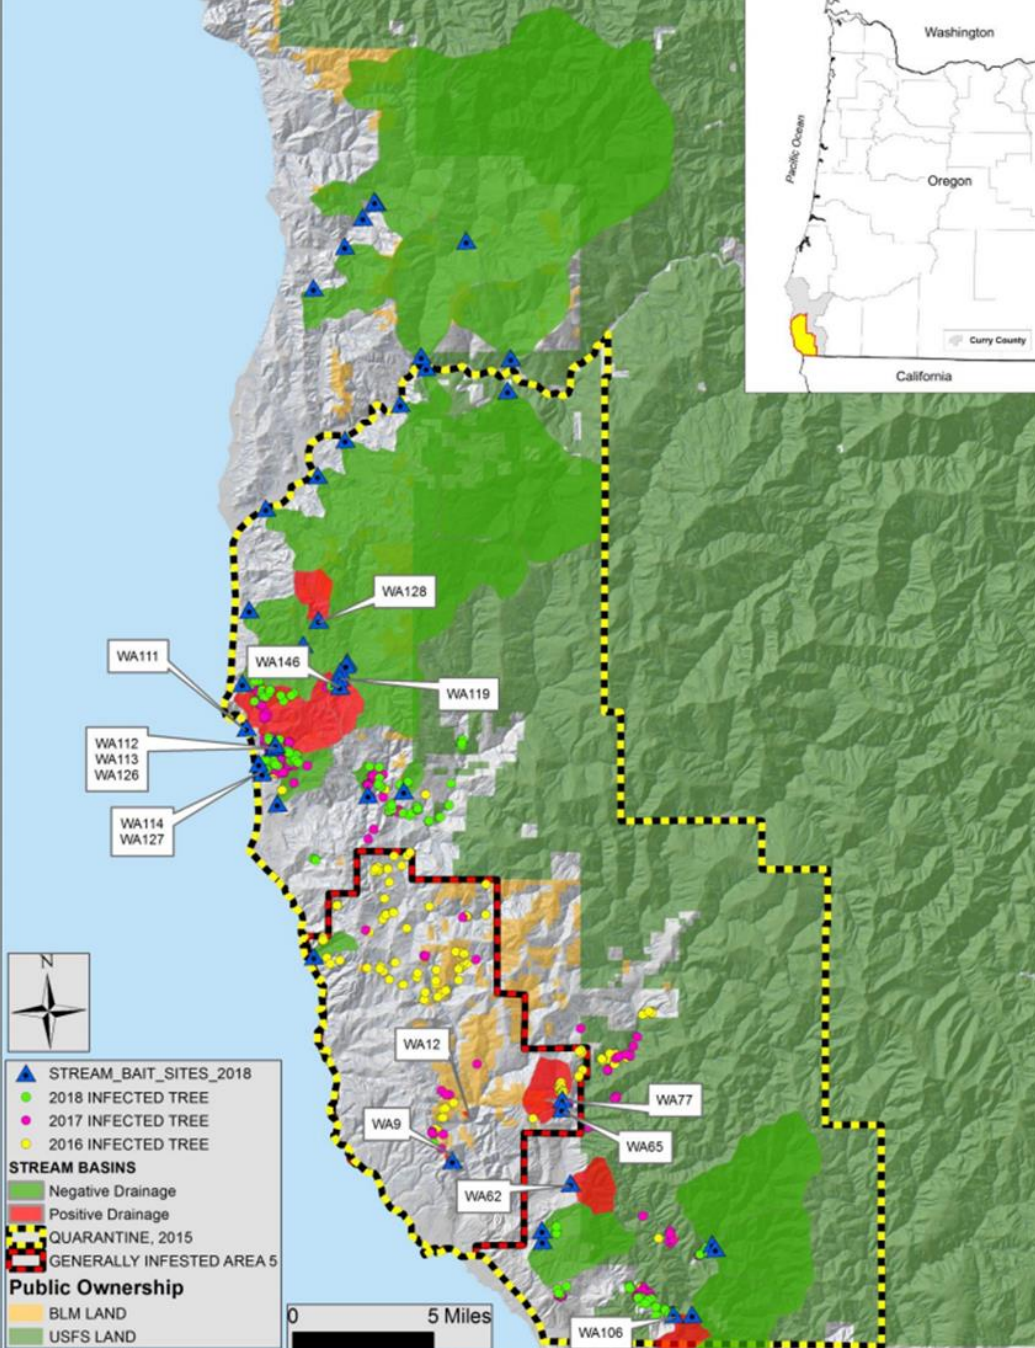 Washington
Pacific Ocean
Oregon
Curry County
California
WA128
WA111
WA146
WA119
WA112
WA113
WA126
WA114
WA127
WA12
WA77
WA9
WA65
WA62
WA106
N
STREAM_BAIT_SITES_2018
2018 INFECTED TREE
2017 INFECTED TREE
2016 INFECTED TREE
STREAM BASINS
Negative Drainage
Positive Drainage
QUARANTINE, 2015
GENERALLY INFESTED AREA 5
Public Ownership
BLM LAND
USFS LAND
0 5 Miles